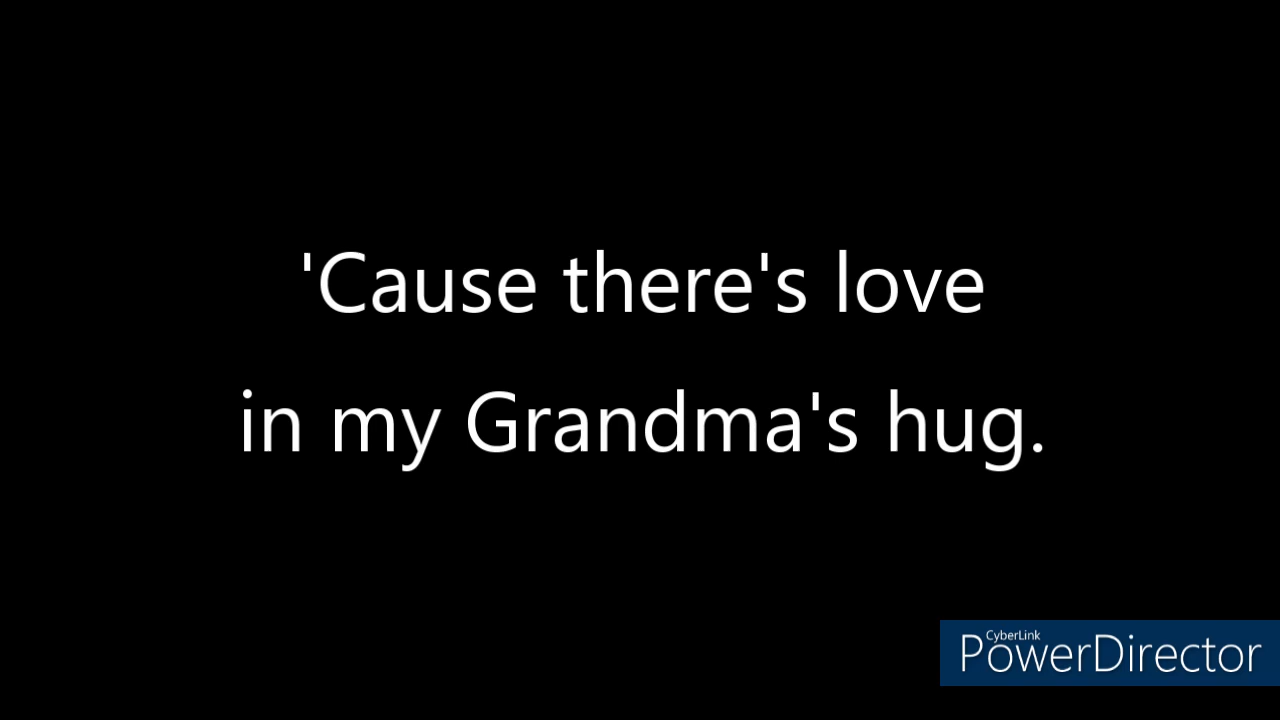 'Cause there's love
in my Grandma's hug.
CyberLink
PowerDirector